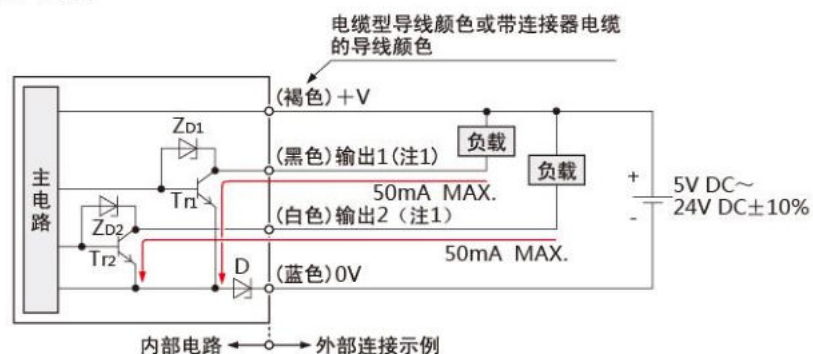 电缆型导线颜色或带连接器电缆
的导线颜色
(褐色)+V
ZD1
负载
(黑色)输出1(注1)
负载
主电路
Tr1
50mA MAX.
+
5V DC~
24V DC±10%
-
(白色)输出2(注1)
ZD2
Tr2
50mA MAX.
D
(蓝色)0V
内部电路
外部连接示例